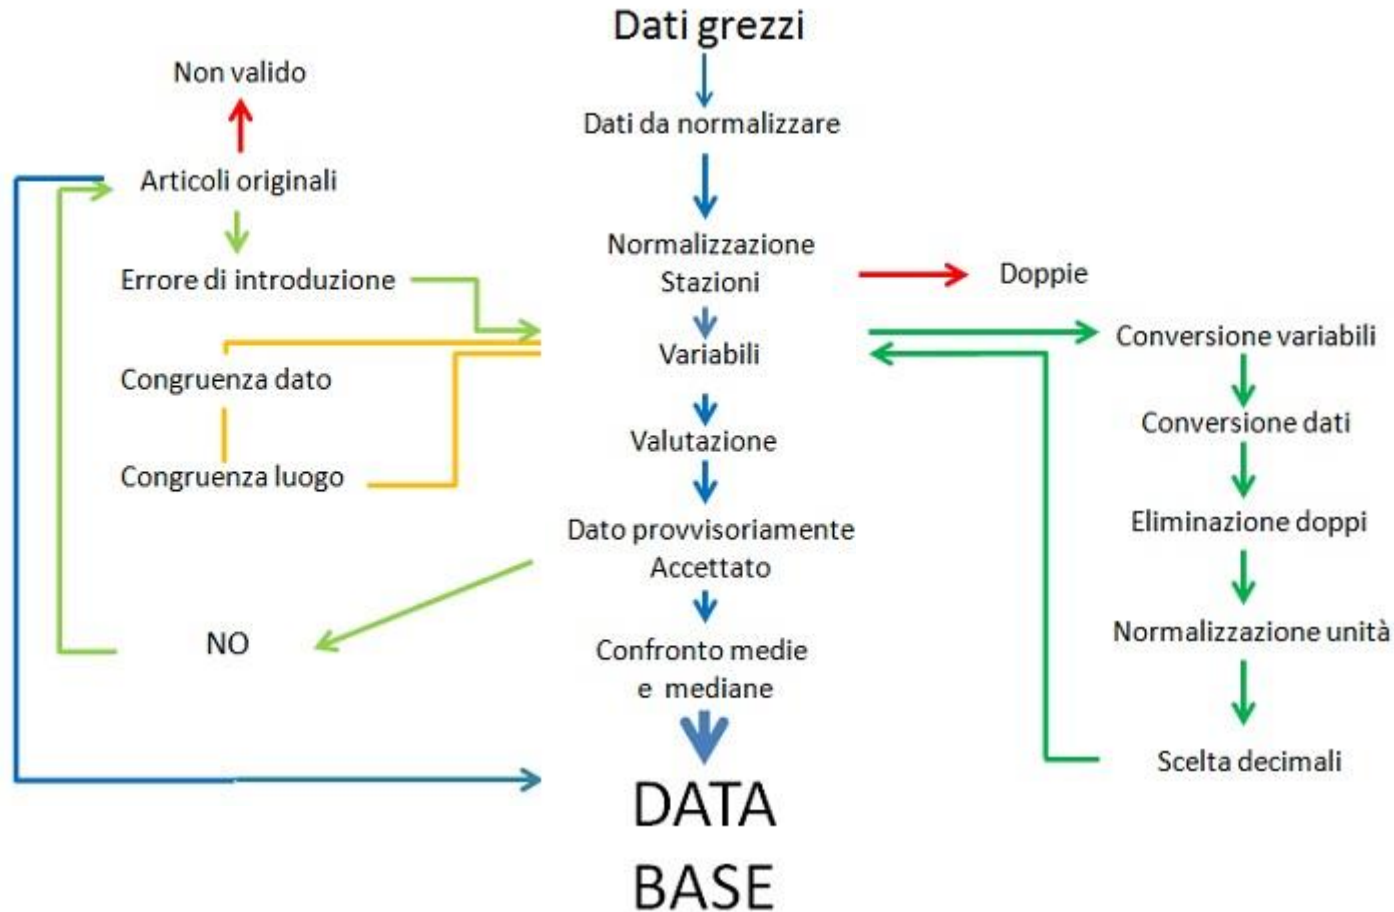 Dati grezzi
Non valido
Dati da normalizzare
Articoli originali
Normalizzazione
Stazioni
Doppie
Errore di introduzione
Conversione variabili
Variabili
Congruenza dato
Conversione dati
Valutazione
Congruenza luogo
Eliminazione doppi
Dato provvisoriamente
Accettato
Normalizzazione unità
NO
Confronto medie
e mediane
Scelta decimali
DATA
BASE